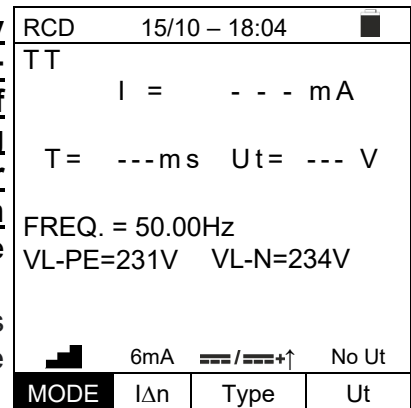 RCD 15/10 – 18:04
TT
I = - - - mA
T= ---ms Ut= --- V
FREQ. = 50.00Hz
VL-PE=231V VL-N=234V
6mA /+↑ No Ut
MODE I∆n Type Ut